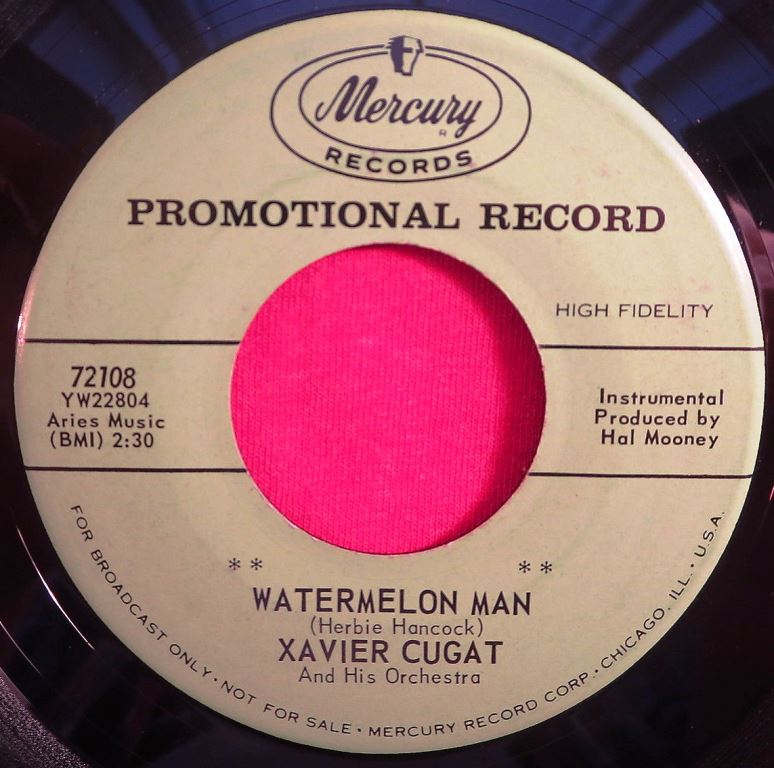 Mercury
R
RECORDS
PROMOTIONAL RECORD
HIGH FIDELITY
72108
YW22804
Aries Music
(BMI) 2:30
Instrumental
Produced by
Hal Mooney
** **
WATERMELON MAN
(Herbie Hancock)
XAVIER CUGAT
And His Orchestra
FOR BROADCAST ONLY • NOT FOR SALE • MERCURY RECORD CORP. • CHICAGO, ILL. • U.S.A.